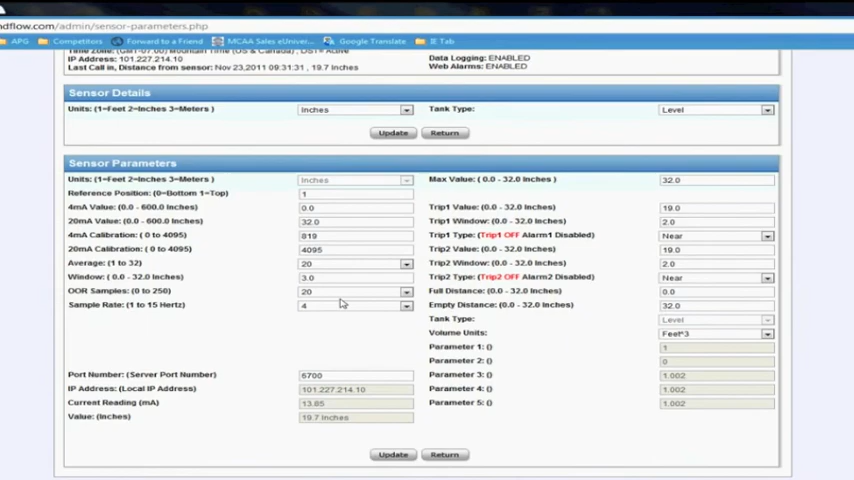 ndflow.com/admin/sensor-parameters.php
APG Competitors Forward to a Friend MCAA Sales eUniver... Google Translate IE Tab
Time Zone: (GMT-07:00) Mountain Time (US & Canada), DST= Active
IP Address: 101.227.214.10 Data Logging: ENABLED
Last Call in, Distance from sensor: Nov 23,2011 09:31:31 , 19.7 Inches Web Alarms: ENABLED
Sensor Details
Units: (1=Feet 2=Inches 3=Meters ) Inches Tank Type: Level
Update Return
Sensor Parameters
Units: (1=Feet 2=Inches 3=Meters ) Inches Max Value: ( 0.0 - 32.0 Inches ) 32.0
Reference Position: (0=Bottom 1=Top) 1
4mA Value: (0.0 - 600.0 Inches) 0.0 Trip1 Value: (0.0 - 32.0 Inches) 19.0
20mA Value: (0.0 - 600.0 Inches) 32.0 Trip1 Window: (0.0 - 32.0 Inches) 2.0
4mA Calibration: ( 0 to 4095) 819 Trip1 Type: (Trip1 OFF Alarm1 Disabled) Near
20mA Calibration: ( 0 to 4095) 4095 Trip2 Value: (0.0 - 32.0 Inches) 19.0
Average: (1 to 32) 20 Trip2 Window: (0.0 - 32.0 Inches) 2.0
Window: ( 0.0 - 32.0 Inches) 3.0 Trip2 Type: (Trip2 OFF Alarm2 Disabled) Near
OOR Samples: (0 to 250) 20 Full Distance: (0.0 - 32.0 Inches) 0.0
Sample Rate: (1 to 15 Hertz) 4 Empty Distance: (0.0 - 32.0 Inches) 32.0
Tank Type: Level
Volume Units: Feet^3
Parameter 1: () 1
Parameter 2: () 0
Port Number: (Server Port Number) 6700 Parameter 3: () 1.002
IP Address: (Local IP Address) 101.227.214.10 Parameter 4: () 1.002
Current Reading (mA) 13.85 Parameter 5: () 1.002
Value: (Inches) 19.7 Inches
Update Return